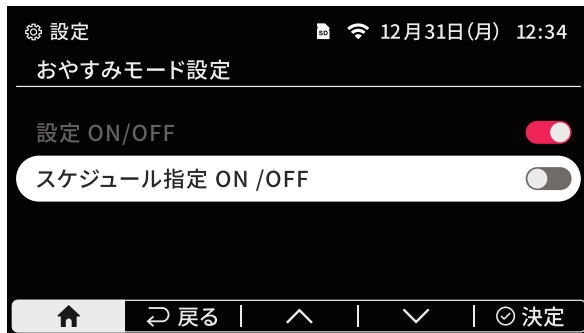 設定 SD 12月31日(月) 12:34
おやすみモード設定
設定 ON/OFF
スケジュール指定 ON /OFF
戻る 決定